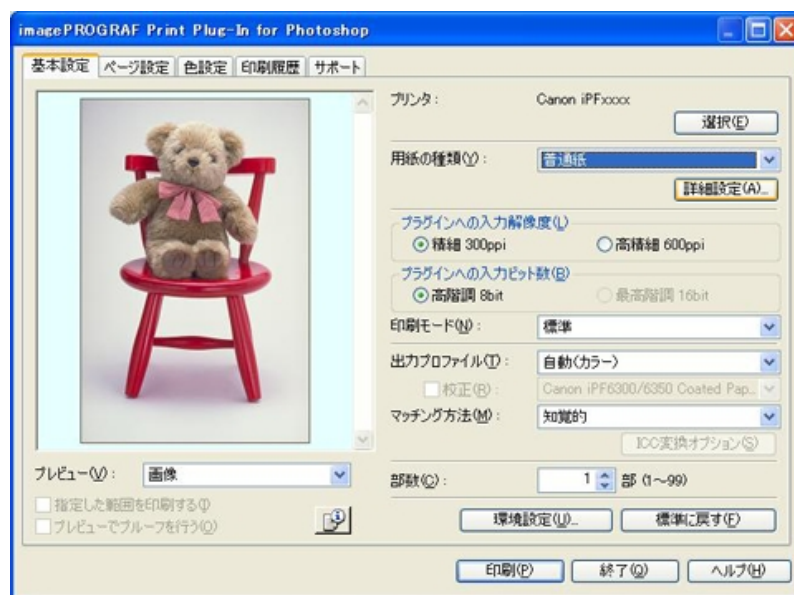 imagePROGRAF Print Plug-In for Photoshop
基本設定 ページ設定 色設定 印刷履歴 サポート
プリンタ： Canon iPFxxxx
選択(E)
用紙の種類(Y)： 普通紙
詳細設定(A)...
プラグインへの入力解像度(L)
精細 300ppi 高精細 600ppi
プラグインへの入力ビット数(B)
高階調 8bit 最高階調 16bit
印刷モード(N)： 標準
出力プロファイル(T)： 自動(カラー)
校正(R)： Canon iPF6300/6350 Coated Pap...
マッチング方法(M)： 知覚的
ICC変換オプション(S)
プレビュー(V)： 画像
部数(C)： 1 部 (1～99)
指定した範囲を印刷する(I)
プレビューでプルーフを行う(O)
環境設定(U)... 標準に戻す(F)
印刷(P) 終了(Q) ヘルプ(H)